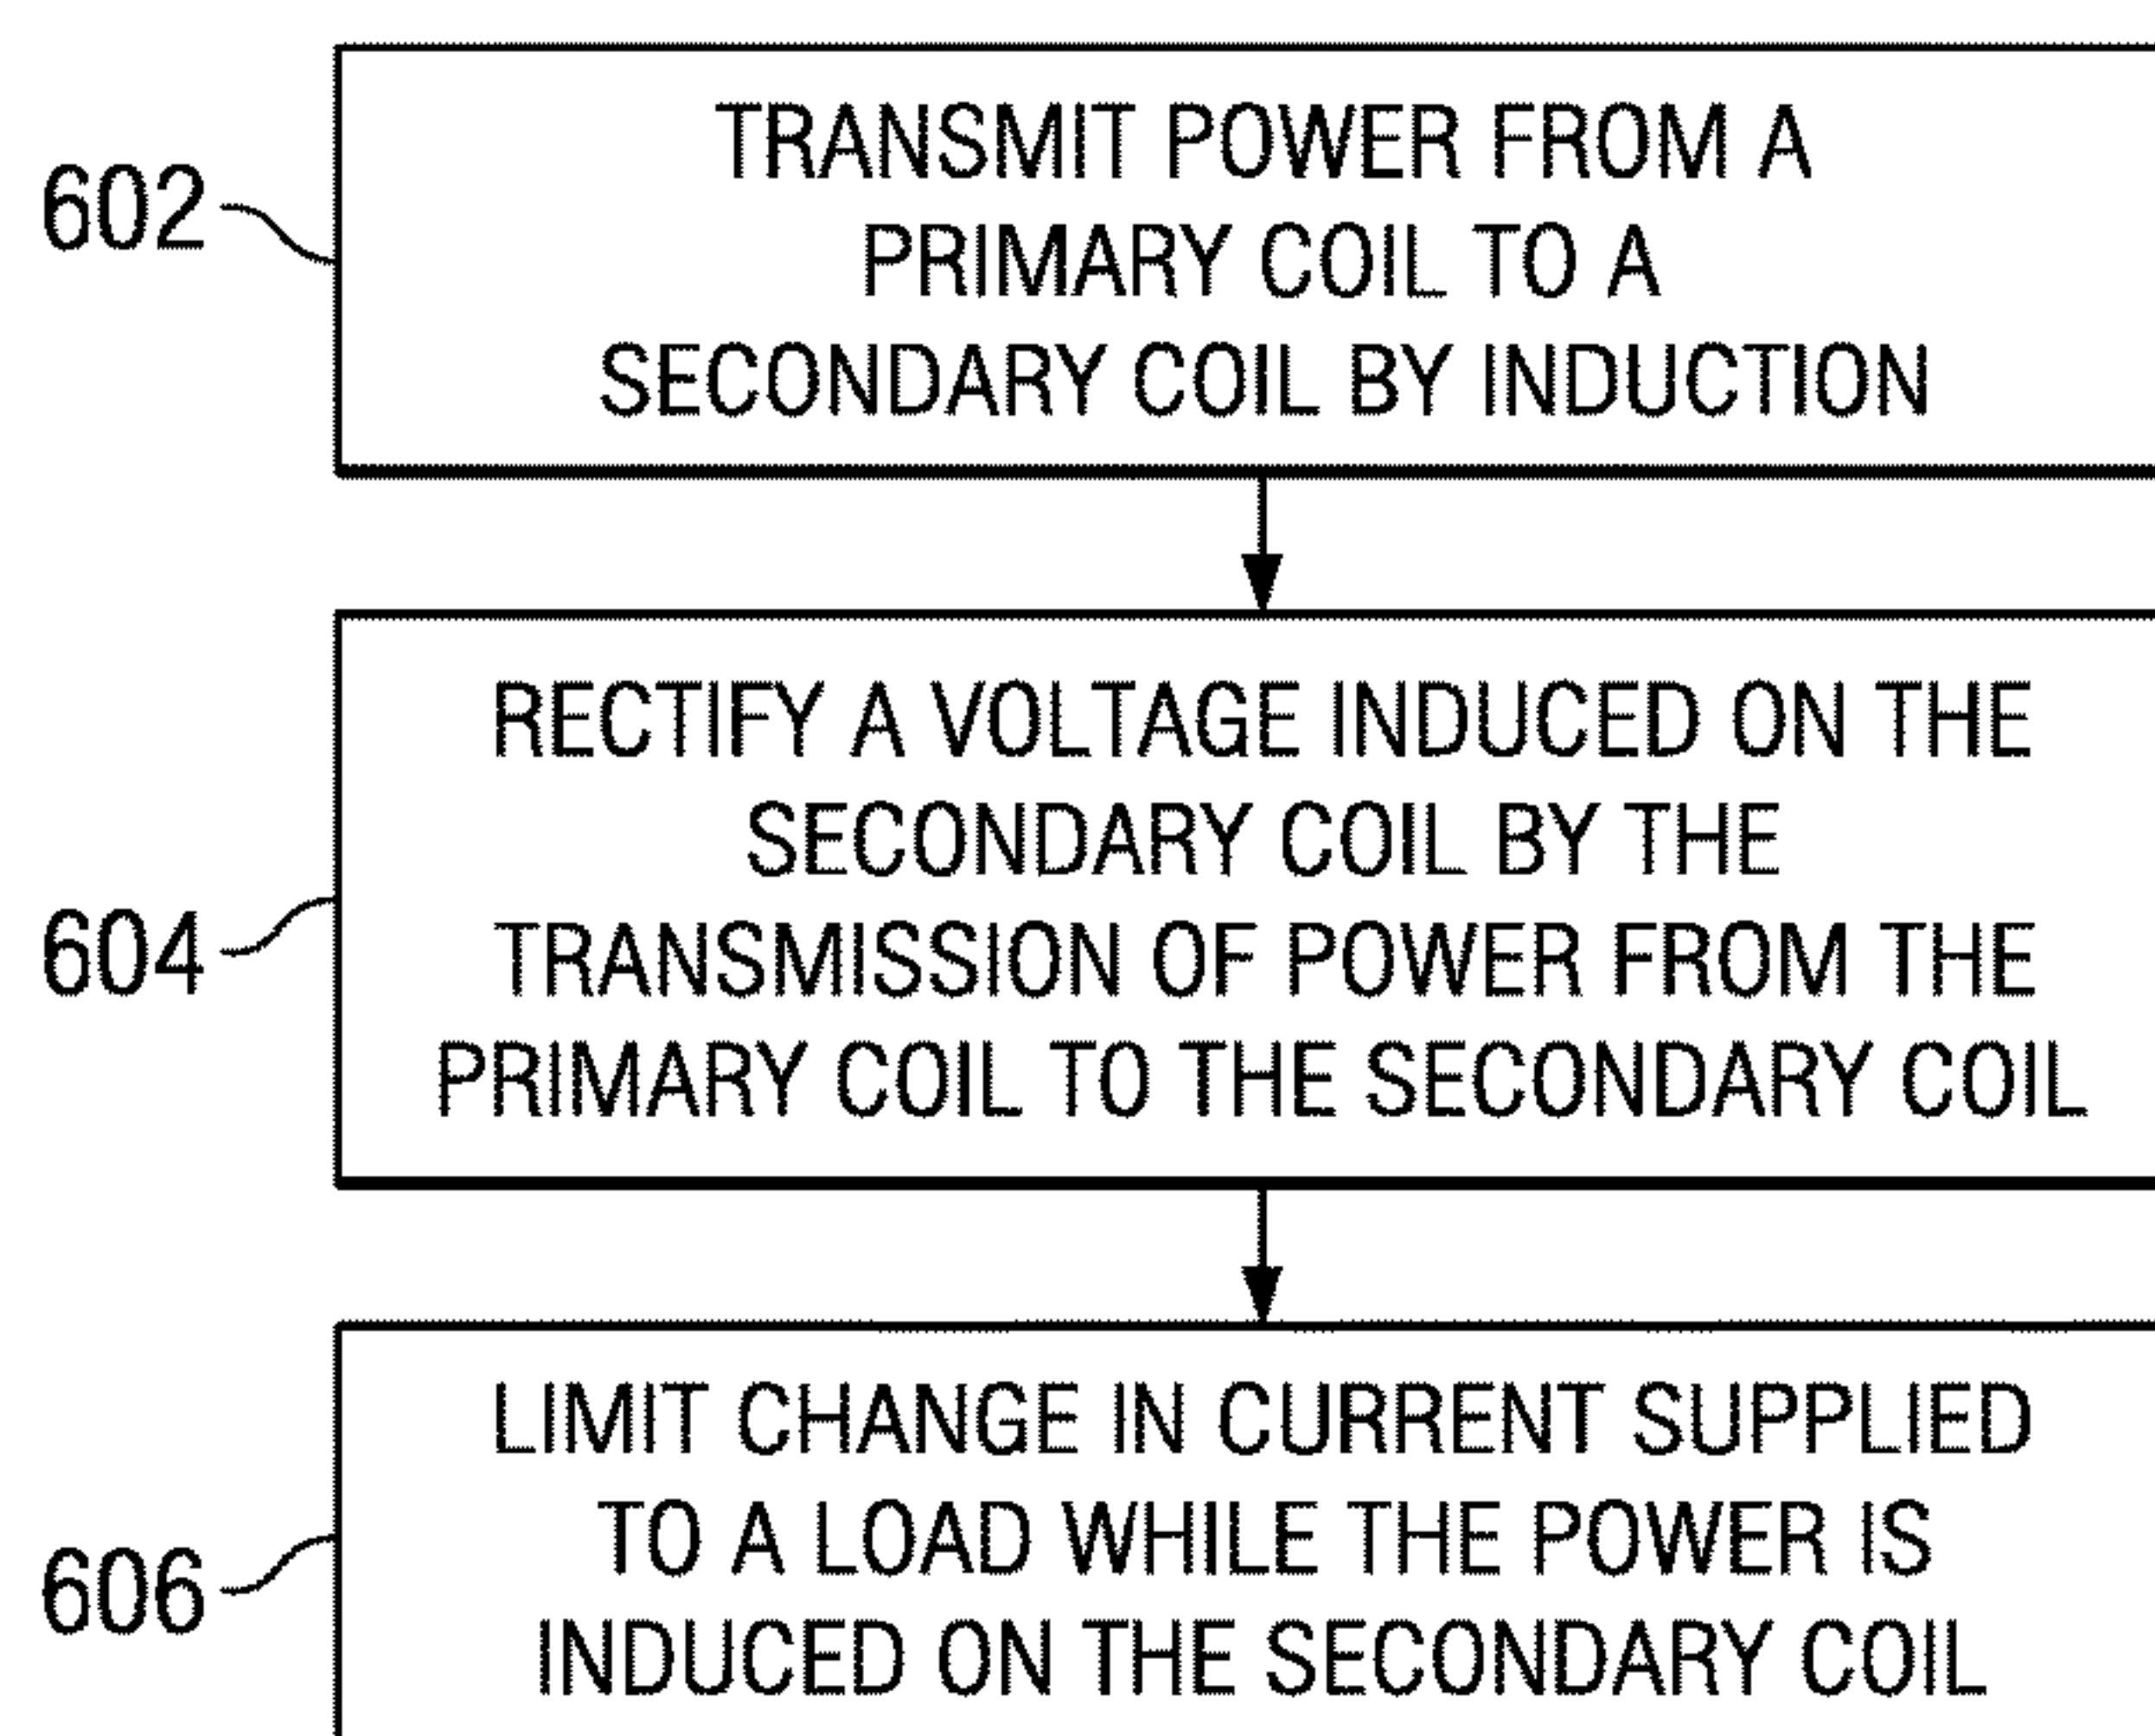 602
TRANSMIT POWER FROM A
PRIMARY COIL TO A
SECONDARY COIL BY INDUCTION
604
RECTIFY A VOLTAGE INDUCED ON THE
SECONDARY COIL BY THE
TRANSMISSION OF POWER FROM THE
PRIMARY COIL TO THE SECONDARY COIL
606
LIMIT CHANGE IN CURRENT SUPPLIED
TO A LOAD WHILE THE POWER IS
INDUCED ON THE SECONDARY COIL